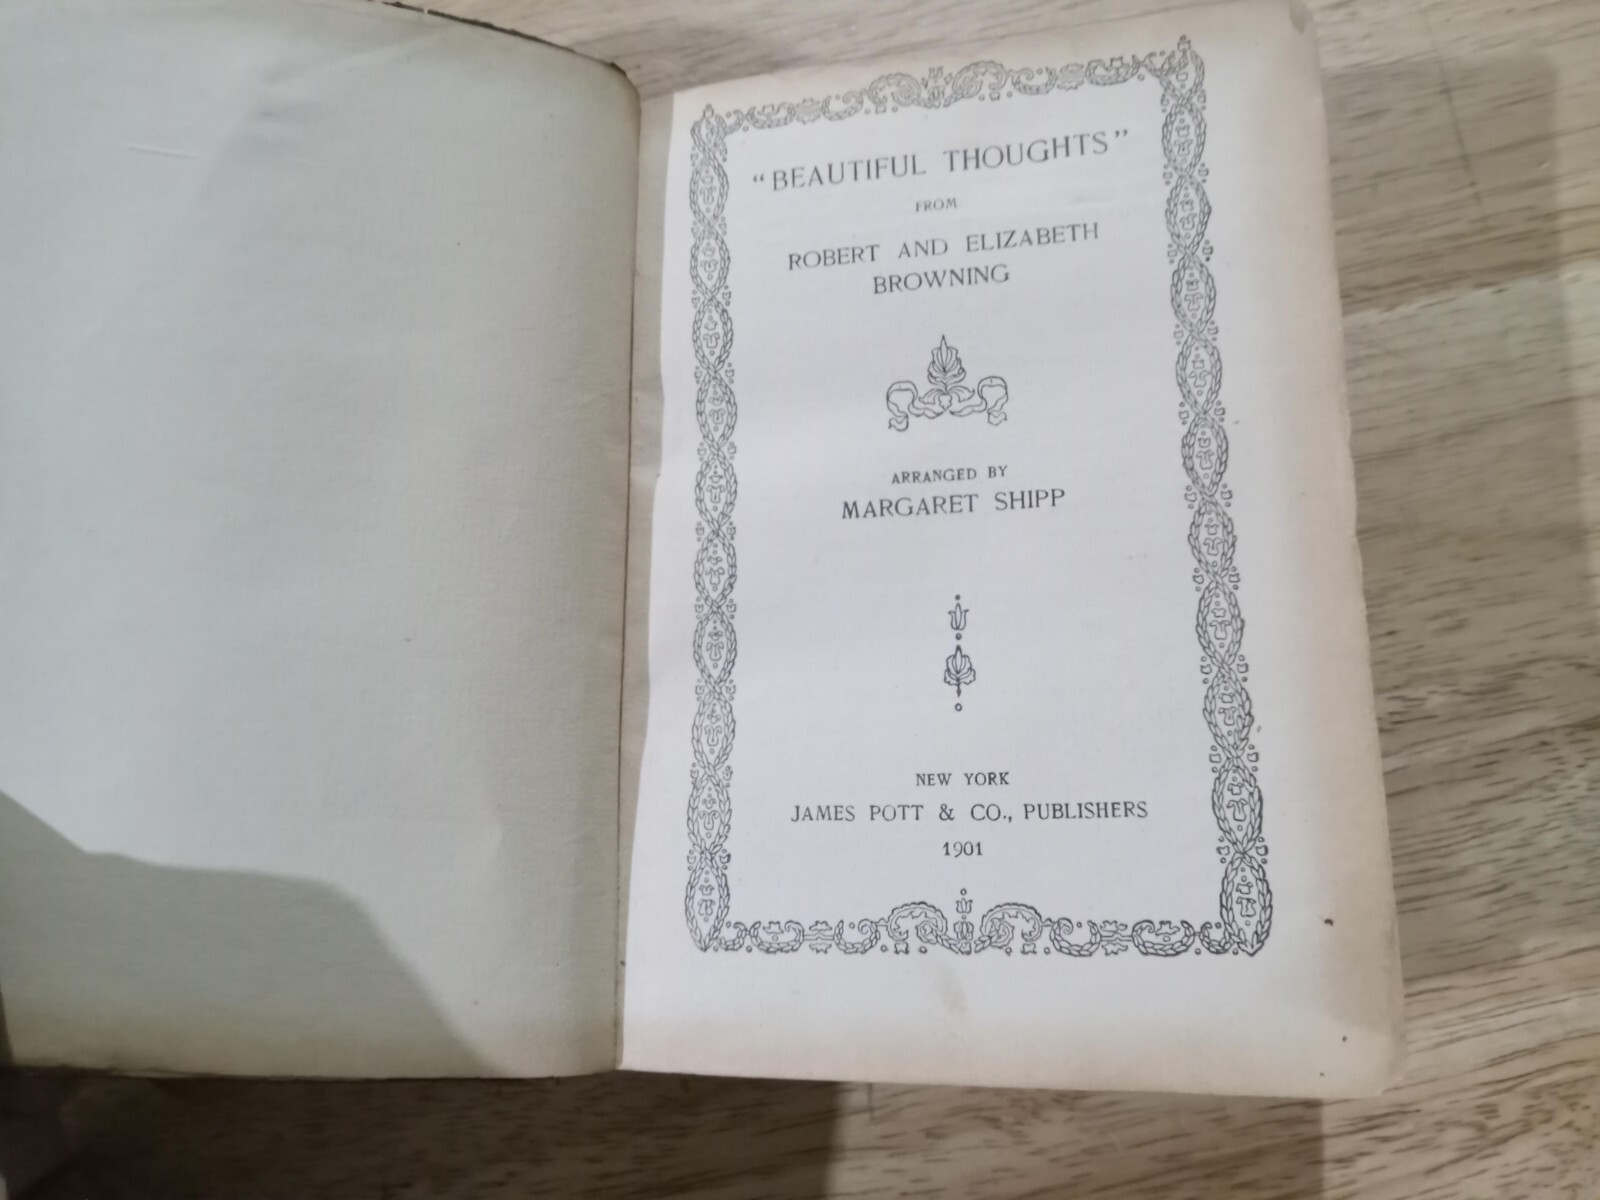 "BEAUTIFUL THOUGHTS"
FROM
ROBERT AND ELIZABETH
BROWNING
ARRANGED BY
MARGARET SHIPP
NEW YORK
JAMES POTT & CO., PUBLISHERS
1901